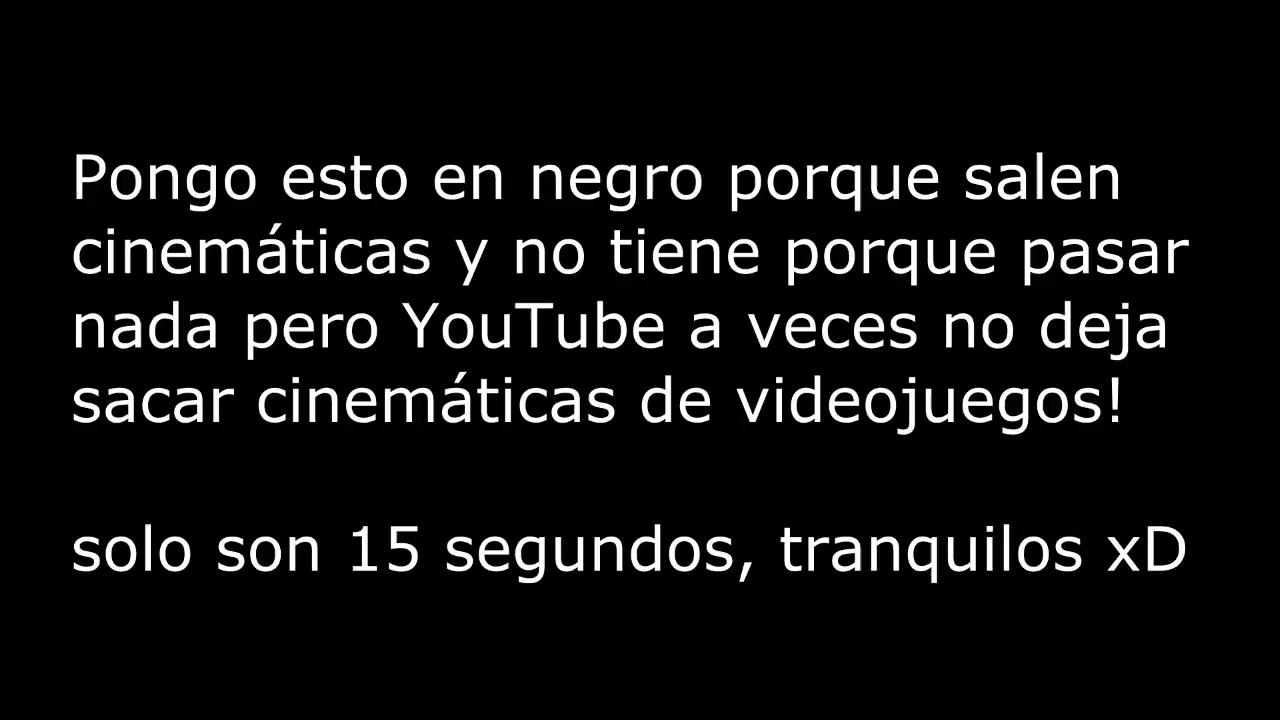 Pongo esto en negro porque salen
cinemáticas y no tiene porque pasar
nada pero YouTube a veces no deja
sacar cinemáticas de videojuegos!
solo son 15 segundos, tranquilos xD